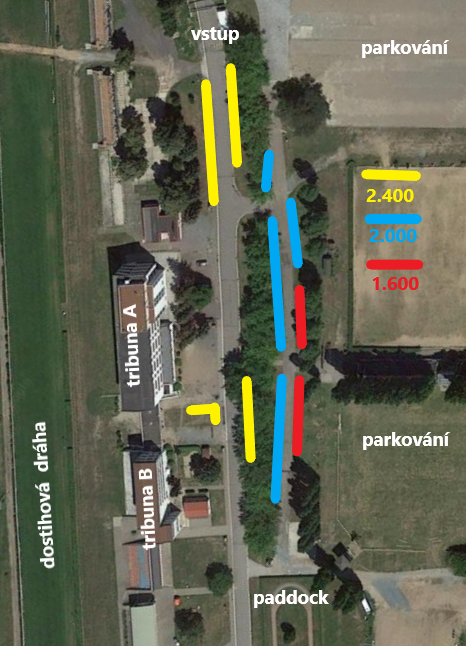 vstup
parkování
2.400
2.000
1.600
tribuna A
parkování
dostihová dráha
tribuna B
paddock